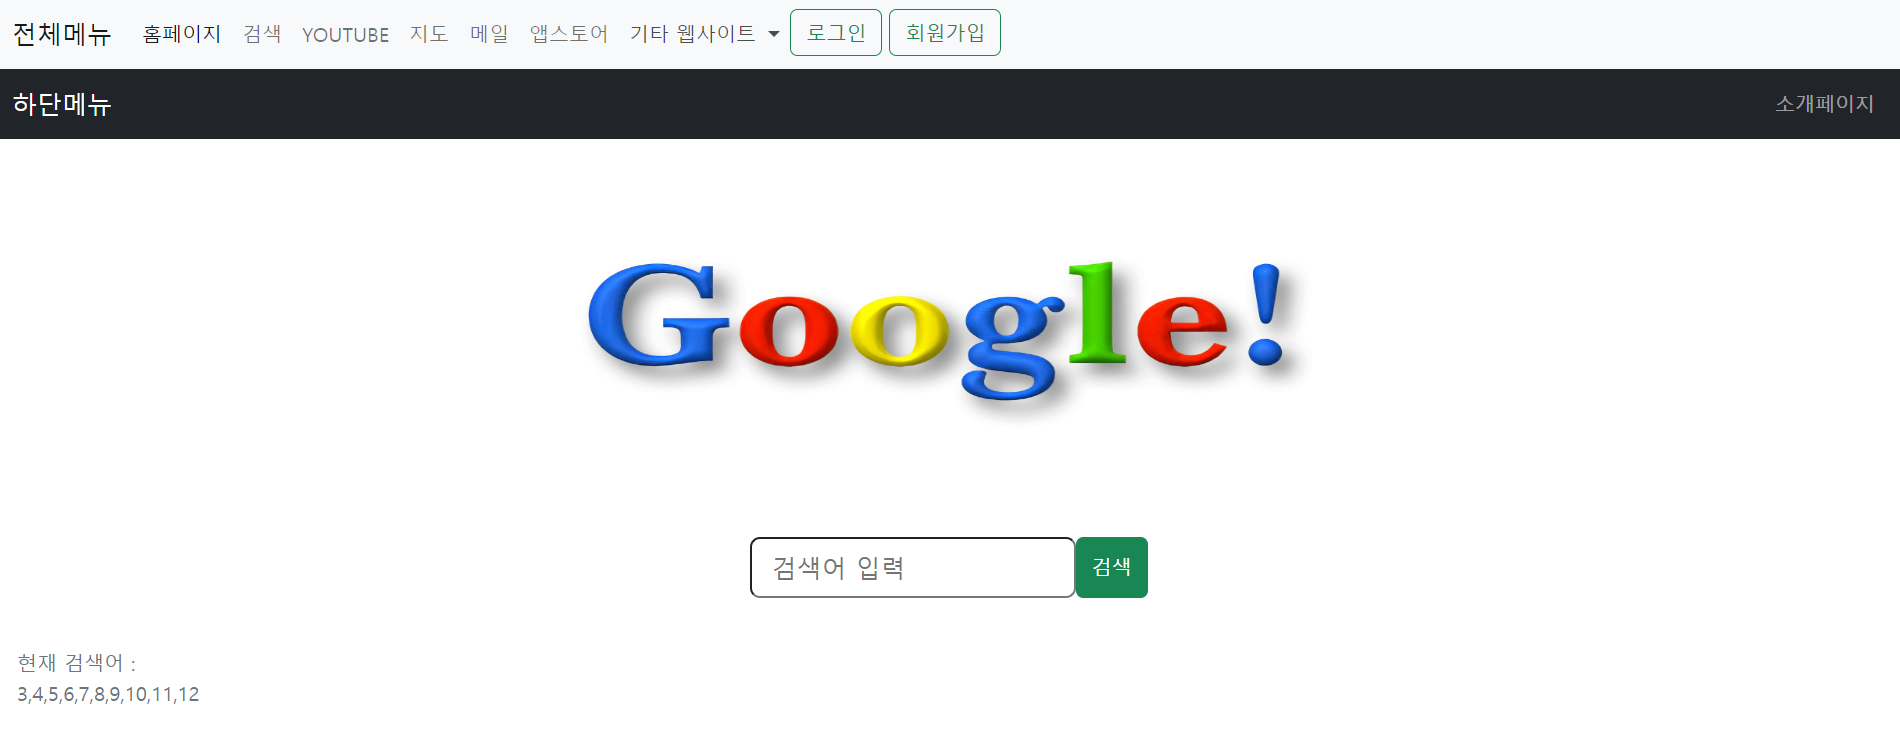 전체메뉴 홈페이지 검색 YOUTUBE 지도 메일 앱스토어 기타 웹사이트 로그인 회원가입
하단메뉴 소개페이지
Google!
검색어 입력 검색
현재 검색어 :
3,4,5,6,7,8,9,10,11,12